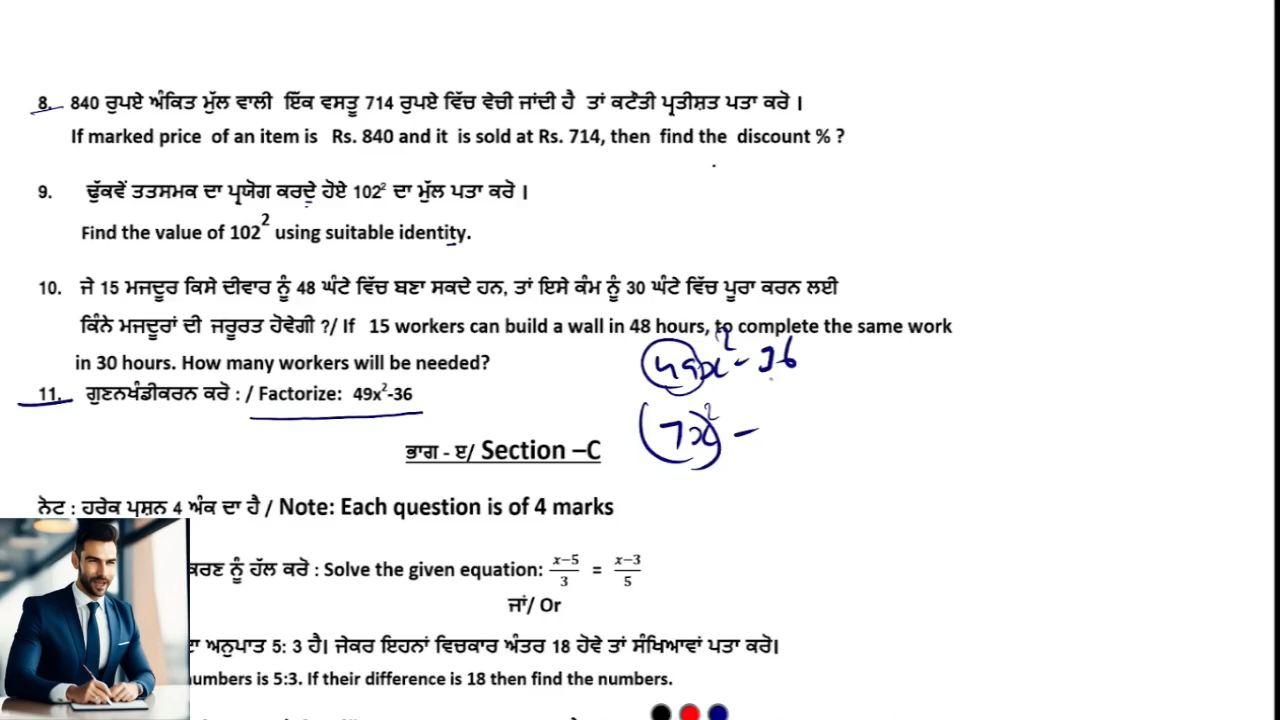 8. 840 ਰੁਪਏ ਅੰਕਿਤ ਮੁੱਲ ਵਾਲੀ ਇੱਕ ਵਸਤੂ 714 ਰੁਪਏ ਵਿੱਚ ਵੇਚੀ ਜਾਂਦੀ ਹੈ ਤਾਂ ਕਟੌਤੀ ਪ੍ਰਤੀਸ਼ਤ ਪਤਾ ਕਰੋ ।
If marked price of an item is Rs. 840 and it is sold at Rs. 714, then find the discount % ?
9. ਢੁੱਕਵੇਂ ਤਤਸਮਕ ਦਾ ਪ੍ਰਯੋਗ ਕਰਦੇ ਹੋਏ 102² ਦਾ ਮੁੱਲ ਪਤਾ ਕਰੋ ।
Find the value of 102² using suitable identity.
10. ਜੇ 15 ਮਜਦੂਰ ਕਿਸੇ ਦੀਵਾਰ ਨੂੰ 48 ਘੰਟੇ ਵਿੱਚ ਬਣਾ ਸਕਦੇ ਹਨ, ਤਾਂ ਇਸੇ ਕੰਮ ਨੂੰ 30 ਘੰਟੇ ਵਿੱਚ ਪੂਰਾ ਕਰਨ ਲਈ
ਕਿੰਨੇ ਮਜਦੂਰਾਂ ਦੀ ਜਰੂਰਤ ਹੋਵੇਗੀ ?/ If 15 workers can build a wall in 48 hours, to complete the same work
in 30 hours. How many workers will be needed?
49x² - 36
11. ਗੁਣਨਖੰਡੀਕਰਨ ਕਰੋ : / Factorize: 49x²-36
(7x)² -
ਭਾਗ - ੲ/ Section –C
ਨੋਟ : ਹਰੇਕ ਪ੍ਰਸ਼ਨ 4 ਅੰਕ ਦਾ ਹੈ / Note: Each question is of 4 marks
ਕਰਣ ਨੂੰ ਹੱਲ ਕਰੋ : Solve the given equation: (x–5)/3 = (x–3)/5
ਜਾਂ/ Or
ਦਾ ਅਨੁਪਾਤ 5: 3 ਹੈ। ਜੇਕਰ ਇਹਨਾਂ ਵਿਚਕਾਰ ਅੰਤਰ 18 ਹੋਵੇ ਤਾਂ ਸੰਖਿਆਵਾਂ ਪਤਾ ਕਰੋ।
umbers is 5:3. If their difference is 18 then find the numbers.